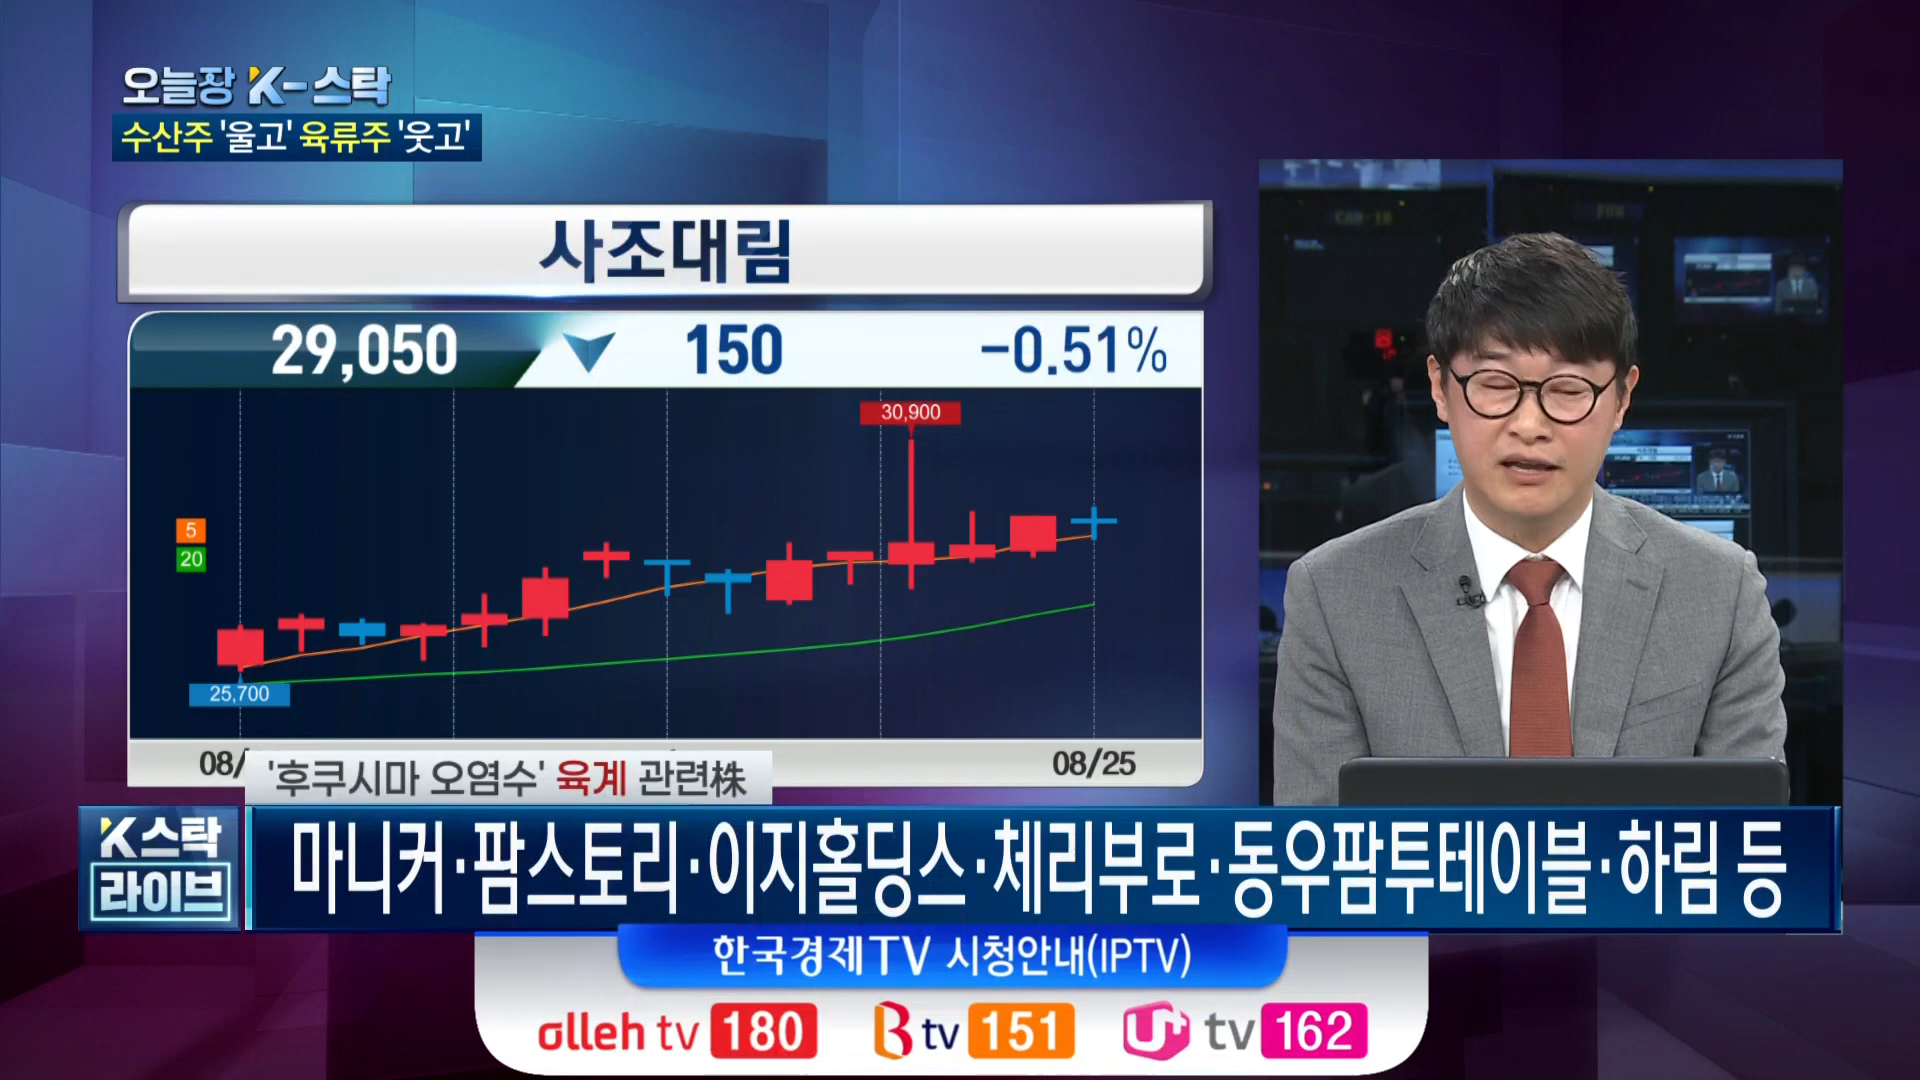 오늘장 K-스탁
수산주 '울고' 육류주 '웃고'
사조대림
29,050 ▼ 150 -0.51%
30,900
5
20
25,700
08/
08/25
'후쿠시마 오염수' 육계 관련株
K스탁
라이브
마니커·팜스토리·이지홀딩스·체리부로·동우팜투테이블·하림 등
한국경제TV 시청안내(IPTV)
olleh tv 180 B tv 151 U+ tv 162